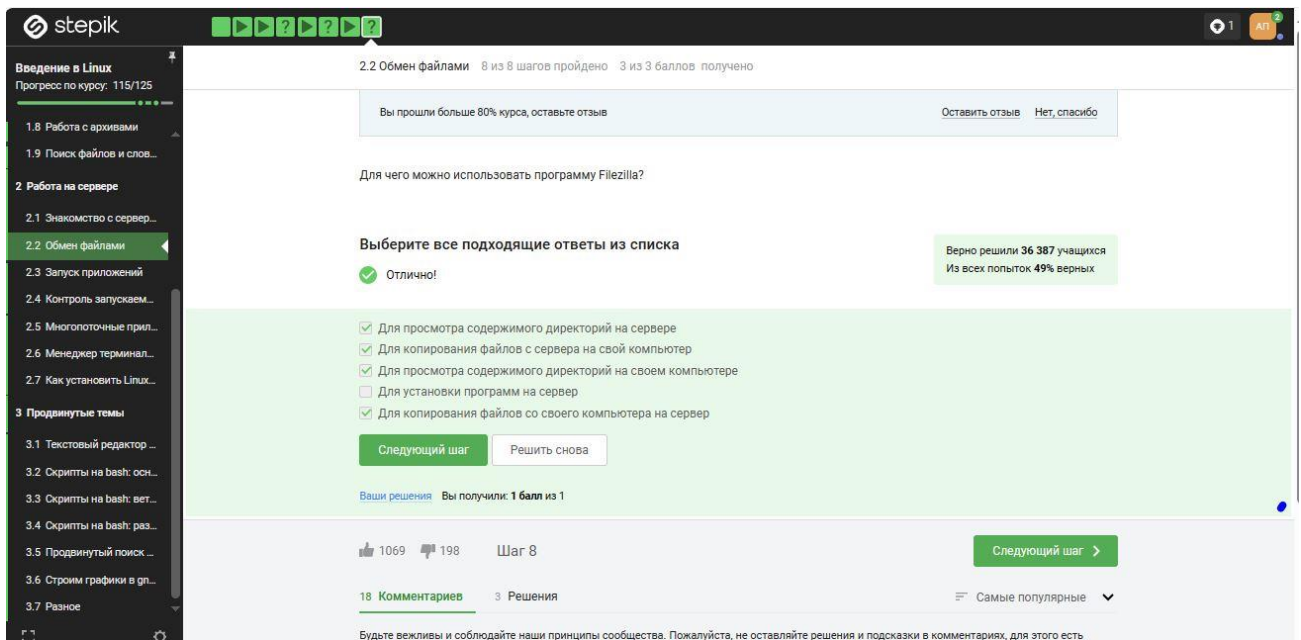 stepik
1
АП
2
Введение в Linux
Прогресс по курсу: 115/125
1.8 Работа с архивами
1.9 Поиск файлов и слов...
2 Работа на сервере
2.1 Знакомство с сервер...
2.2 Обмен файлами
2.3 Запуск приложений
2.4 Контроль запускаем...
2.5 Многопоточные прил...
2.6 Менеджер терминал...
2.7 Как установить Linux...
3 Продвинутые темы
3.1 Текстовый редактор ...
3.2 Скрипты на bash: осн...
3.3 Скрипты на bash: вет...
3.4 Скрипты на bash: раз...
3.5 Продвинутый поиск ...
3.6 Строим графики в gn...
3.7 Разное
2.2 Обмен файлами 8 из 8 шагов пройдено 3 из 3 баллов получено
Вы прошли больше 80% курса, оставьте отзыв Оставить отзыв Нет, спасибо
Для чего можно использовать программу Filezilla?
Выберите все подходящие ответы из списка
Отлично!
Верно решили 36 387 учащихся
Из всех попыток 49% верных
Для просмотра содержимого директорий на сервере
Для копирования файлов с сервера на свой компьютер
Для просмотра содержимого директорий на своем компьютере
Для установки программ на сервер
Для копирования файлов со своего компьютера на сервер
Следующий шаг Решить снова
Ваши решения Вы получили: 1 балл из 1
1069 198 Шаг 8 Следующий шаг
18 Комментариев 3 Решения Самые популярные
Будьте вежливы и соблюдайте наши принципы сообщества. Пожалуйста, не оставляйте решения и подсказки в комментариях, для этого есть